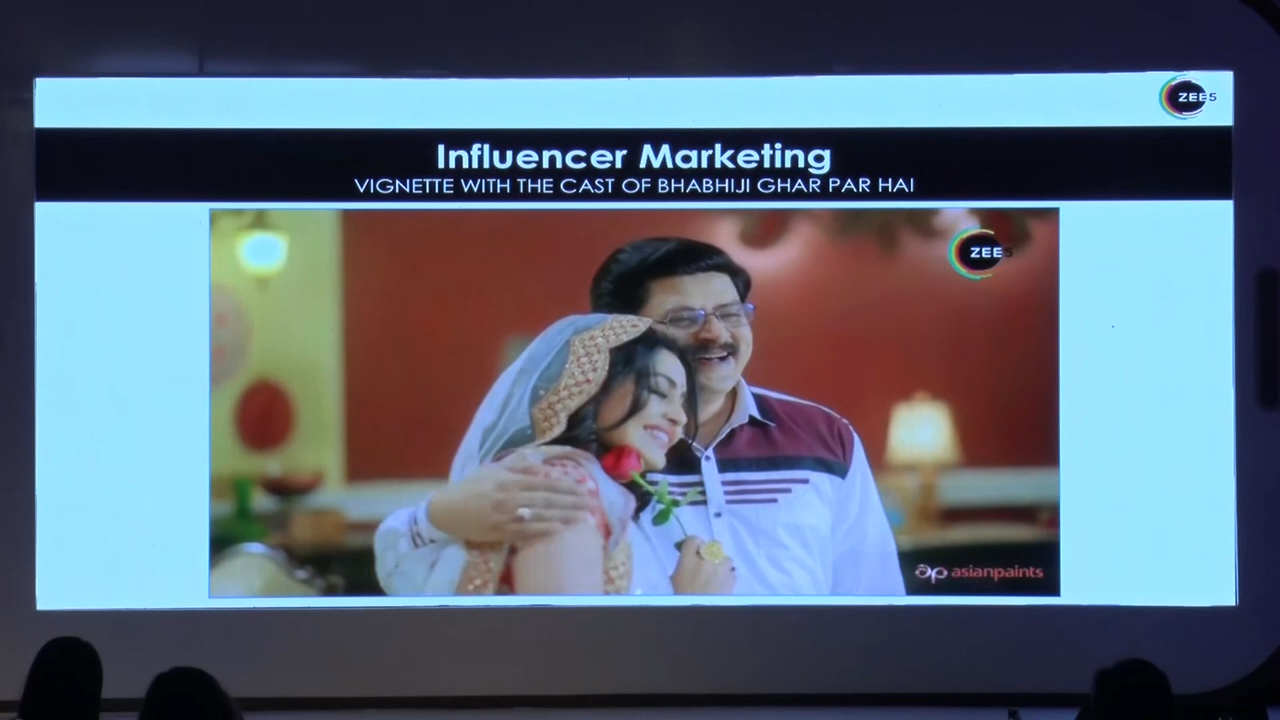 ZEE5
Influencer Marketing
VIGNETTE WITH THE CAST OF BHABHIJI GHAR PAR HAI
ZEE5
ap asianpaints